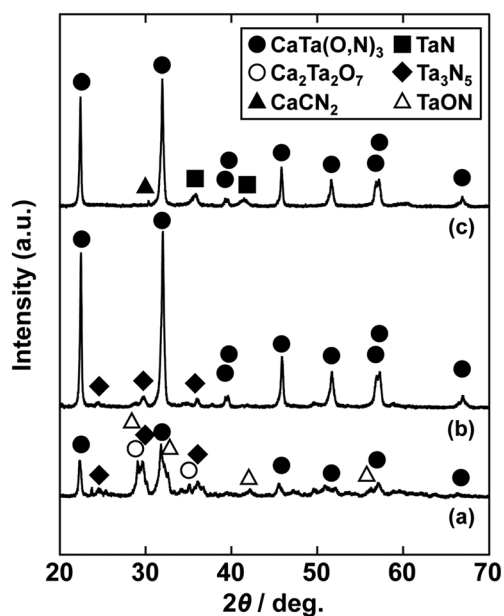 CaTa(O,N)₃ TaN
Ca₂Ta₂O₇ Ta₃N₅
CaCN₂ TaON
(c)
(b)
(a)
Intensity (a.u.)
20 30 40 50 60 70
2θ / deg.